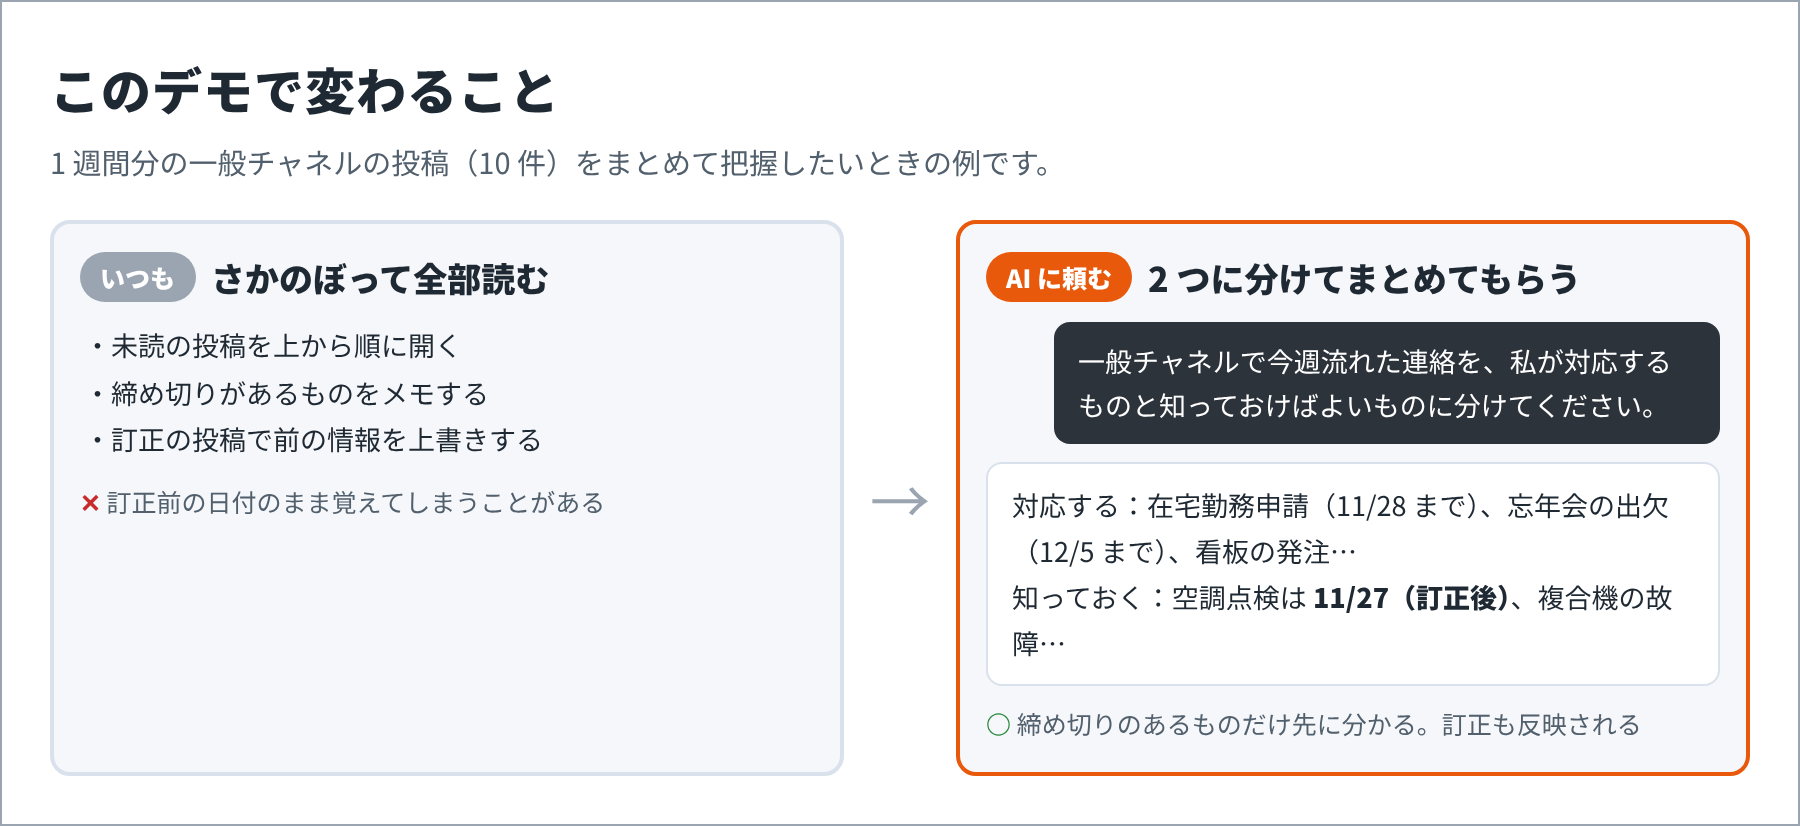 このデモで変わること
1 週間分の一般チャネルの投稿（10 件）をまとめて把握したいときの例です。
いつも さかのぼって全部読む
・未読の投稿を上から順に開く
・締め切りがあるものをメモする
・訂正の投稿で前の情報を上書きする
× 訂正前の日付のまま覚えてしまうことがある
→
AI に頼む 2 つに分けてまとめてもらう
一般チャネルで今週流れた連絡を、私が対応する
ものと知っておけばよいものに分けてください。
対応する：在宅勤務申請（11/28 まで）、忘年会の出欠
（12/5 まで）、看板の発注…
知っておく：空調点検は 11/27（訂正後）、複合機の故
障…
○ 締め切りのあるものだけ先に分かる。訂正も反映される